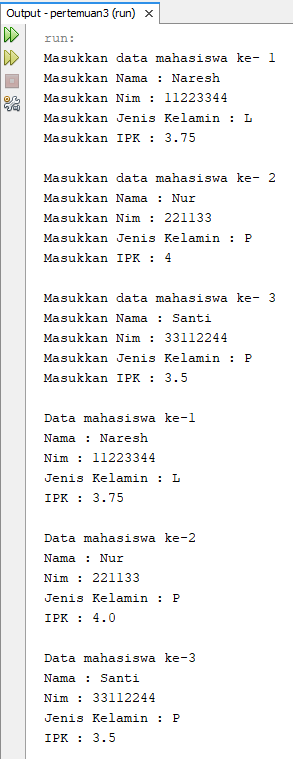 Output - pertemuan3 (run) ×
run:
Masukkan data mahasiswa ke- 1
Masukkan Nama : Naresh
Masukkan Nim : 11223344
Masukkan Jenis Kelamin : L
Masukkan IPK : 3.75
Masukkan data mahasiswa ke- 2
Masukkan Nama : Nur
Masukkan Nim : 221133
Masukkan Jenis Kelamin : P
Masukkan IPK : 4
Masukkan data mahasiswa ke- 3
Masukkan Nama : Santi
Masukkan Nim : 33112244
Masukkan Jenis Kelamin : P
Masukkan IPK : 3.5
Data mahasiswa ke-1
Nama : Naresh
Nim : 11223344
Jenis Kelamin : L
IPK : 3.75
Data mahasiswa ke-2
Nama : Nur
Nim : 221133
Jenis Kelamin : P
IPK : 4.0
Data mahasiswa ke-3
Nama : Santi
Nim : 33112244
Jenis Kelamin : P
IPK : 3.5